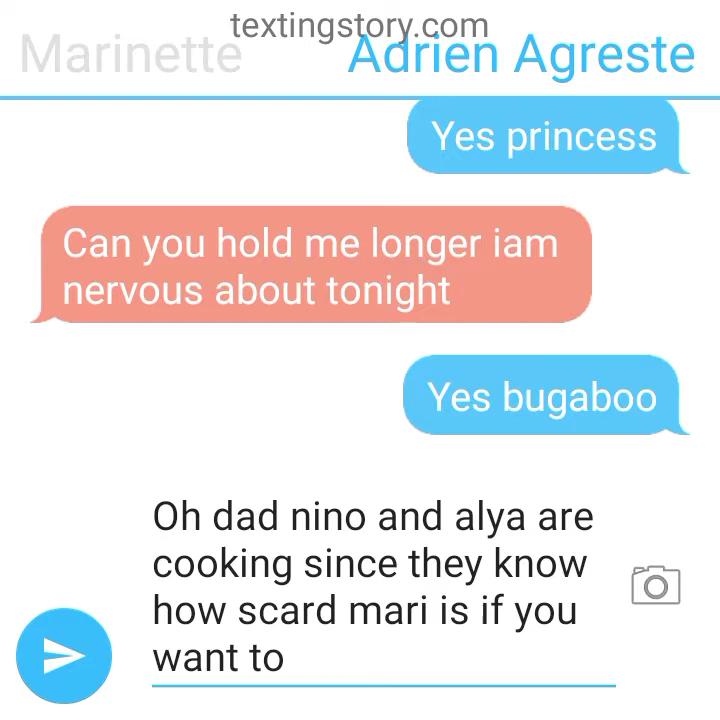 textingstory.com
Marinette
Adrien Agreste
Yes princess
Can you hold me longer iam
nervous about tonight
Yes bugaboo
Oh dad nino and alya are
cooking since they know
how scard mari is if you
want to